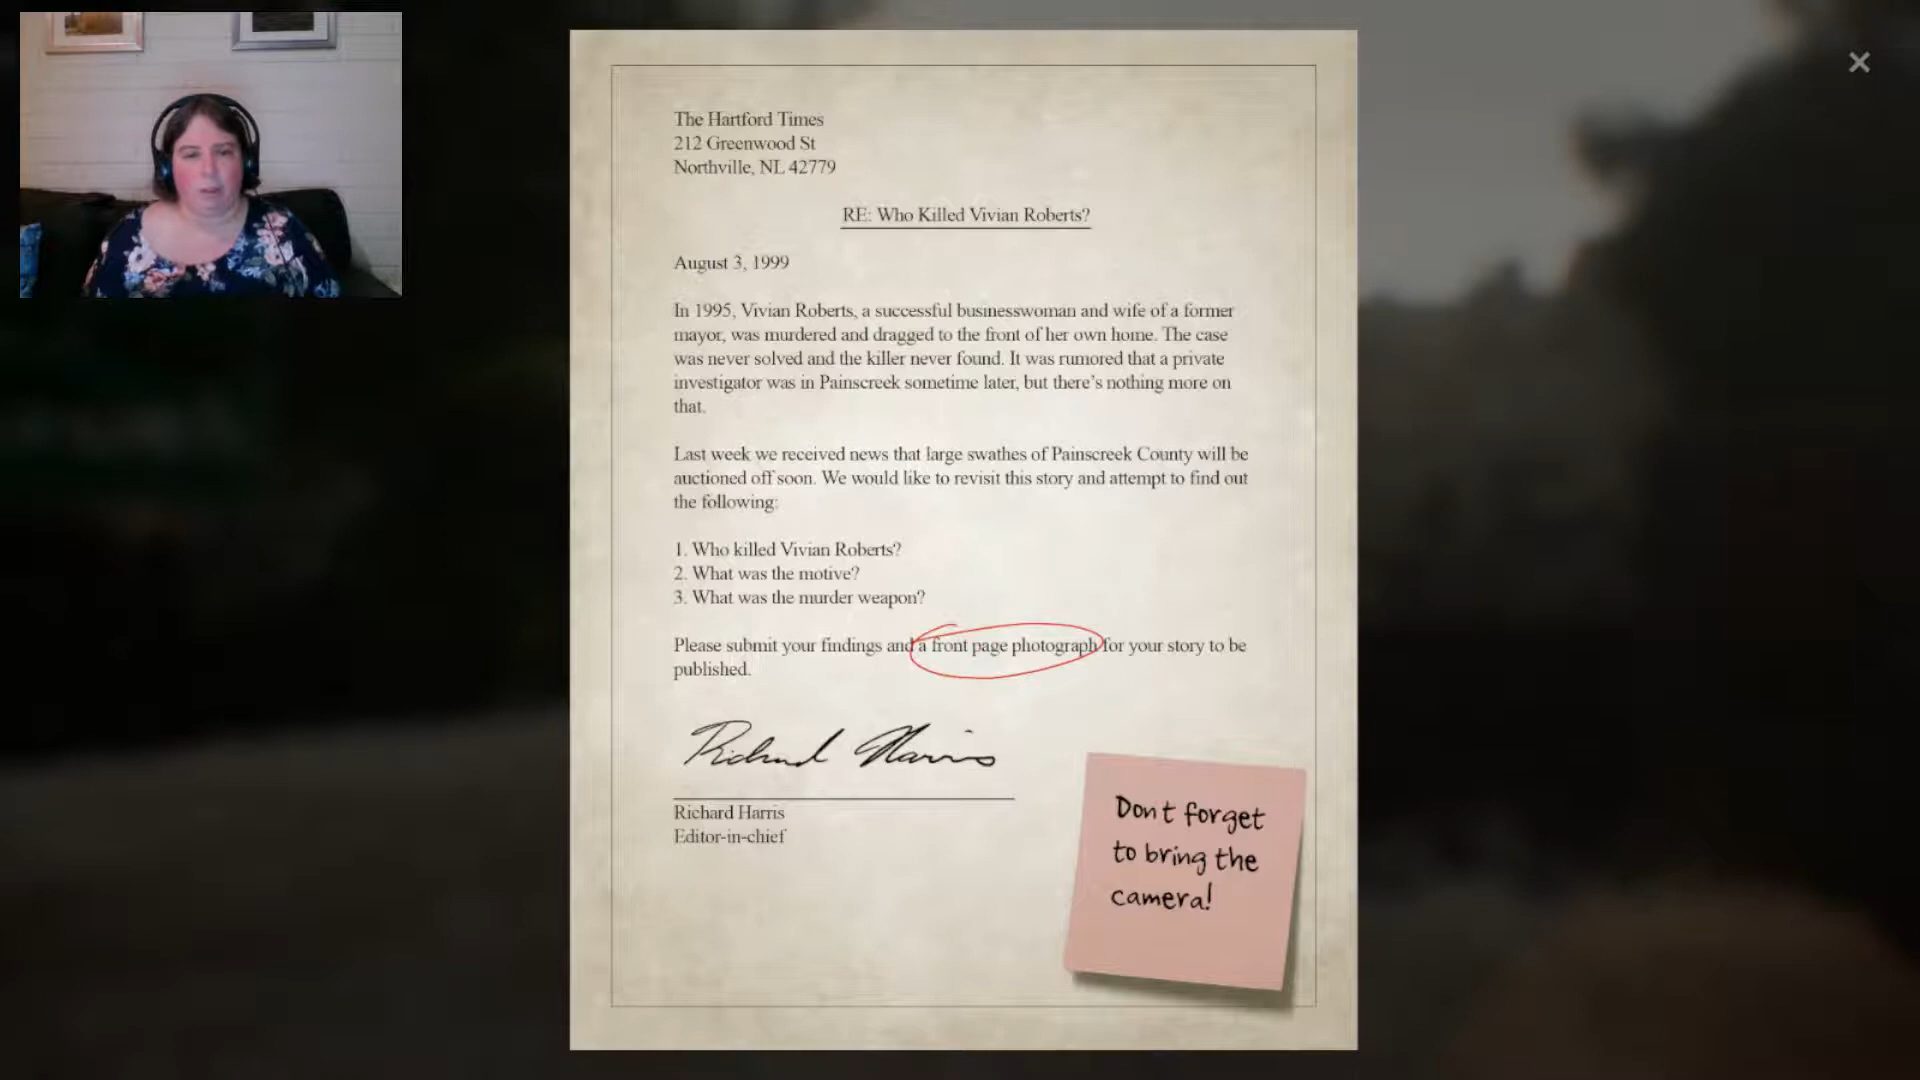 The Hartford Times
212 Greenwood St
Northville, NL 42779
RE: Who Killed Vivian Roberts?
August 3, 1999
In 1995, Vivian Roberts, a successful businesswoman and wife of a former
mayor, was murdered and dragged to the front of her own home. The case
was never solved and the killer never found. It was rumored that a private
investigator was in Painscreek sometime later, but there's nothing more on
that.
Last week we received news that large swathes of Painscreek County will be
auctioned off soon. We would like to revisit this story and attempt to find out
the following:
1. Who killed Vivian Roberts?
2. What was the motive?
3. What was the murder weapon?
Please submit your findings and a front page photograph for your story to be
published.
Richard Harris
Richard Harris
Editor-in-chief
Don't forget
to bring the
camera!